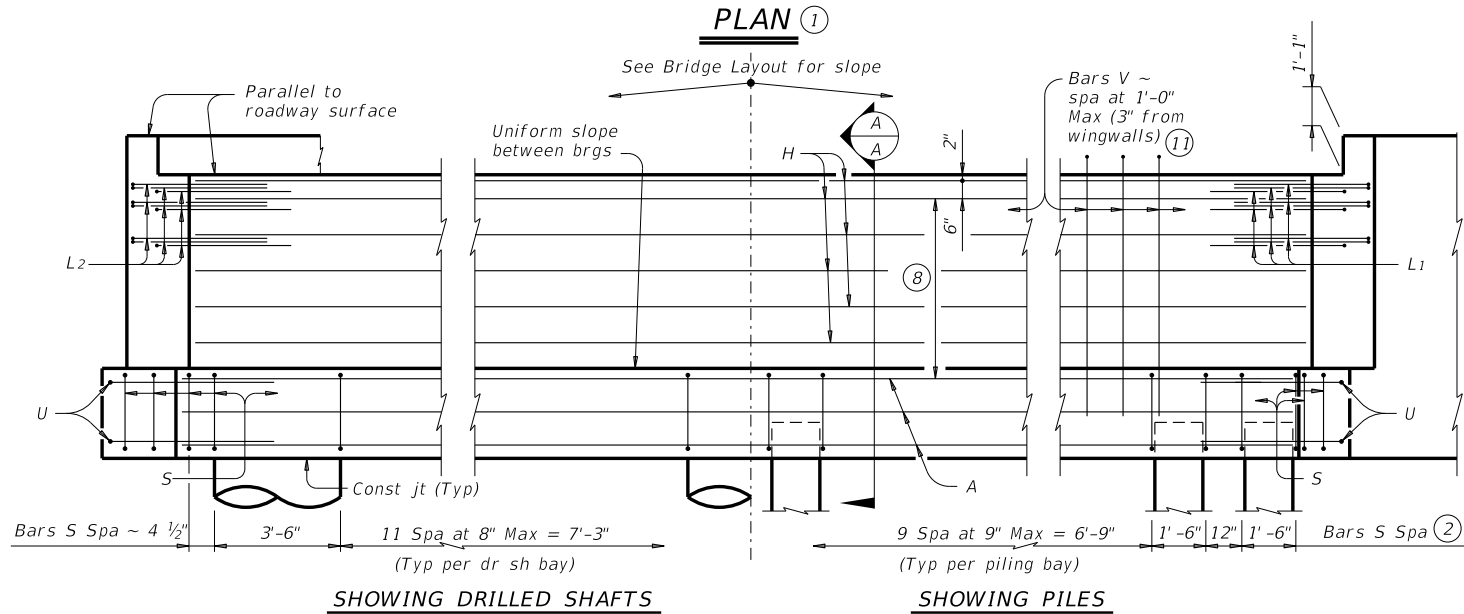 PLAN 1
See Bridge Layout for slope
Parallel to
roadway surface
Uniform slope
between brgs
H
A
A
2"
6"
Bars V ~
spa at 1'-0"
Max (3" from
wingwalls) 11
1'-1"
L2
8
L1
U
U
S
Const jt (Typ)
A
S
Bars S Spa ~ 4 ½"
3'-6"
11 Spa at 8" Max = 7'-3"
(Typ per dr sh bay)
9 Spa at 9" Max = 6'-9"
(Typ per piling bay)
1'-6"
12"
1'-6"
Bars S Spa 2
SHOWING DRILLED SHAFTS
SHOWING PILES